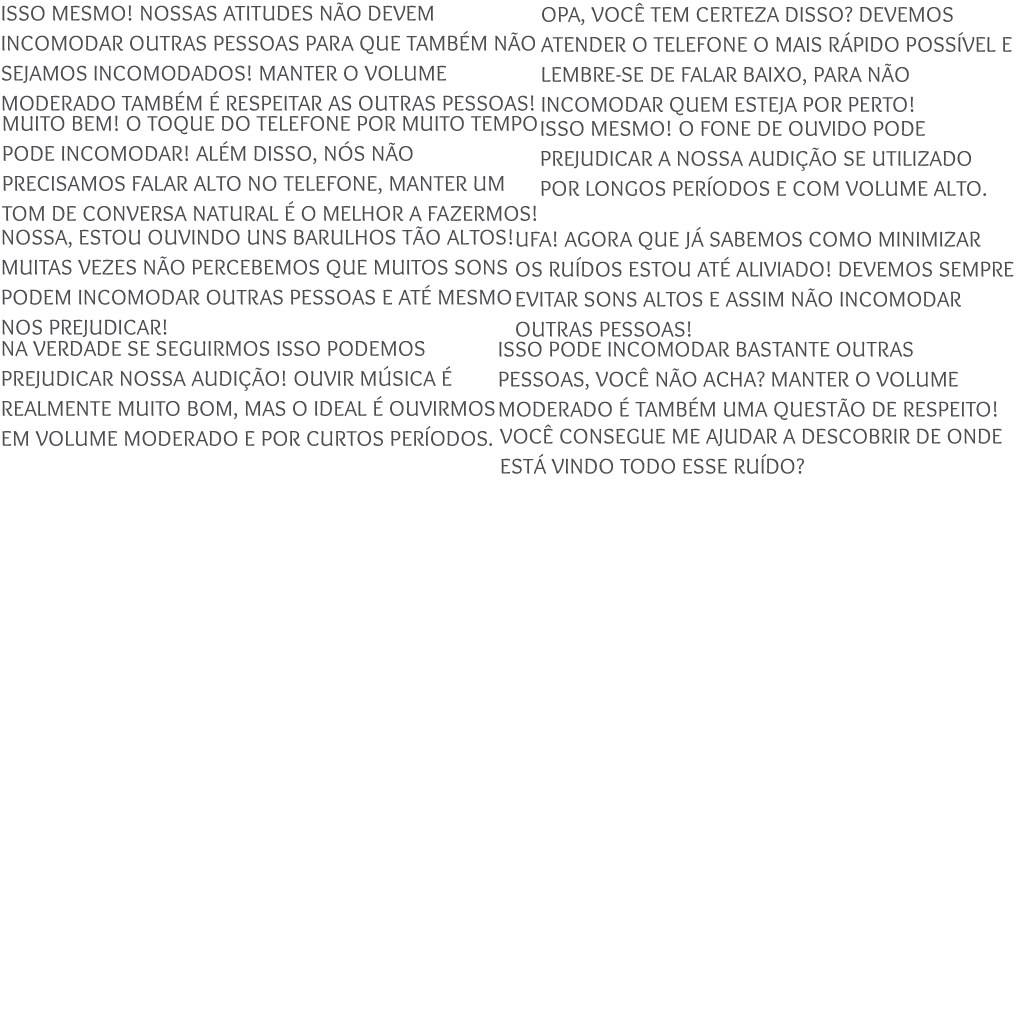 ISSO MESMO! NOSSAS ATITUDES NÃO DEVEM
INCOMODAR OUTRAS PESSOAS PARA QUE TAMBÉM NÃO
SEJAMOS INCOMODADOS! MANTER O VOLUME
MODERADO TAMBÉM É RESPEITAR AS OUTRAS PESSOAS!
OPA, VOCÊ TEM CERTEZA DISSO? DEVEMOS
ATENDER O TELEFONE O MAIS RÁPIDO POSSÍVEL E
LEMBRE-SE DE FALAR BAIXO, PARA NÃO
INCOMODAR QUEM ESTEJA POR PERTO!
MUITO BEM! O TOQUE DO TELEFONE POR MUITO TEMPO
PODE INCOMODAR! ALÉM DISSO, NÓS NÃO
PRECISAMOS FALAR ALTO NO TELEFONE, MANTER UM
TOM DE CONVERSA NATURAL É O MELHOR A FAZERMOS!
ISSO MESMO! O FONE DE OUVIDO PODE
PREJUDICAR A NOSSA AUDIÇÃO SE UTILIZADO
POR LONGOS PERÍODOS E COM VOLUME ALTO.
NOSSA, ESTOU OUVINDO UNS BARULHOS TÃO ALTOS!
MUITAS VEZES NÃO PERCEBEMOS QUE MUITOS SONS
PODEM INCOMODAR OUTRAS PESSOAS E ATÉ MESMO
NOS PREJUDICAR!
UFA! AGORA QUE JÁ SABEMOS COMO MINIMIZAR
OS RUÍDOS ESTOU ATÉ ALIVIADO! DEVEMOS SEMPRE
EVITAR SONS ALTOS E ASSIM NÃO INCOMODAR
OUTRAS PESSOAS!
NA VERDADE SE SEGUIRMOS ISSO PODEMOS
PREJUDICAR NOSSA AUDIÇÃO! OUVIR MÚSICA É
REALMENTE MUITO BOM, MAS O IDEAL É OUVIRMOS
EM VOLUME MODERADO E POR CURTOS PERÍODOS.
ISSO PODE INCOMODAR BASTANTE OUTRAS
PESSOAS, VOCÊ NÃO ACHA? MANTER O VOLUME
MODERADO É TAMBÉM UMA QUESTÃO DE RESPEITO!
VOCÊ CONSEGUE ME AJUDAR A DESCOBRIR DE ONDE
ESTÁ VINDO TODO ESSE RUÍDO?